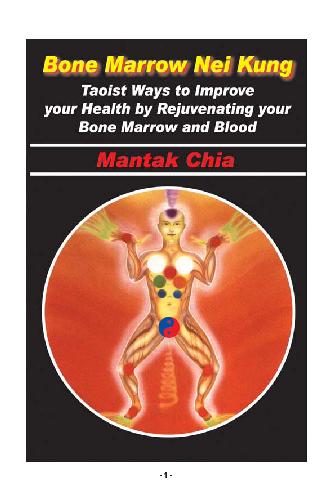 Bone Marrow Nei Kung
Taoist Ways to Improve
your Health by Rejuvenating your
Bone Marrow and Blood
Mantak Chia
- 1 -